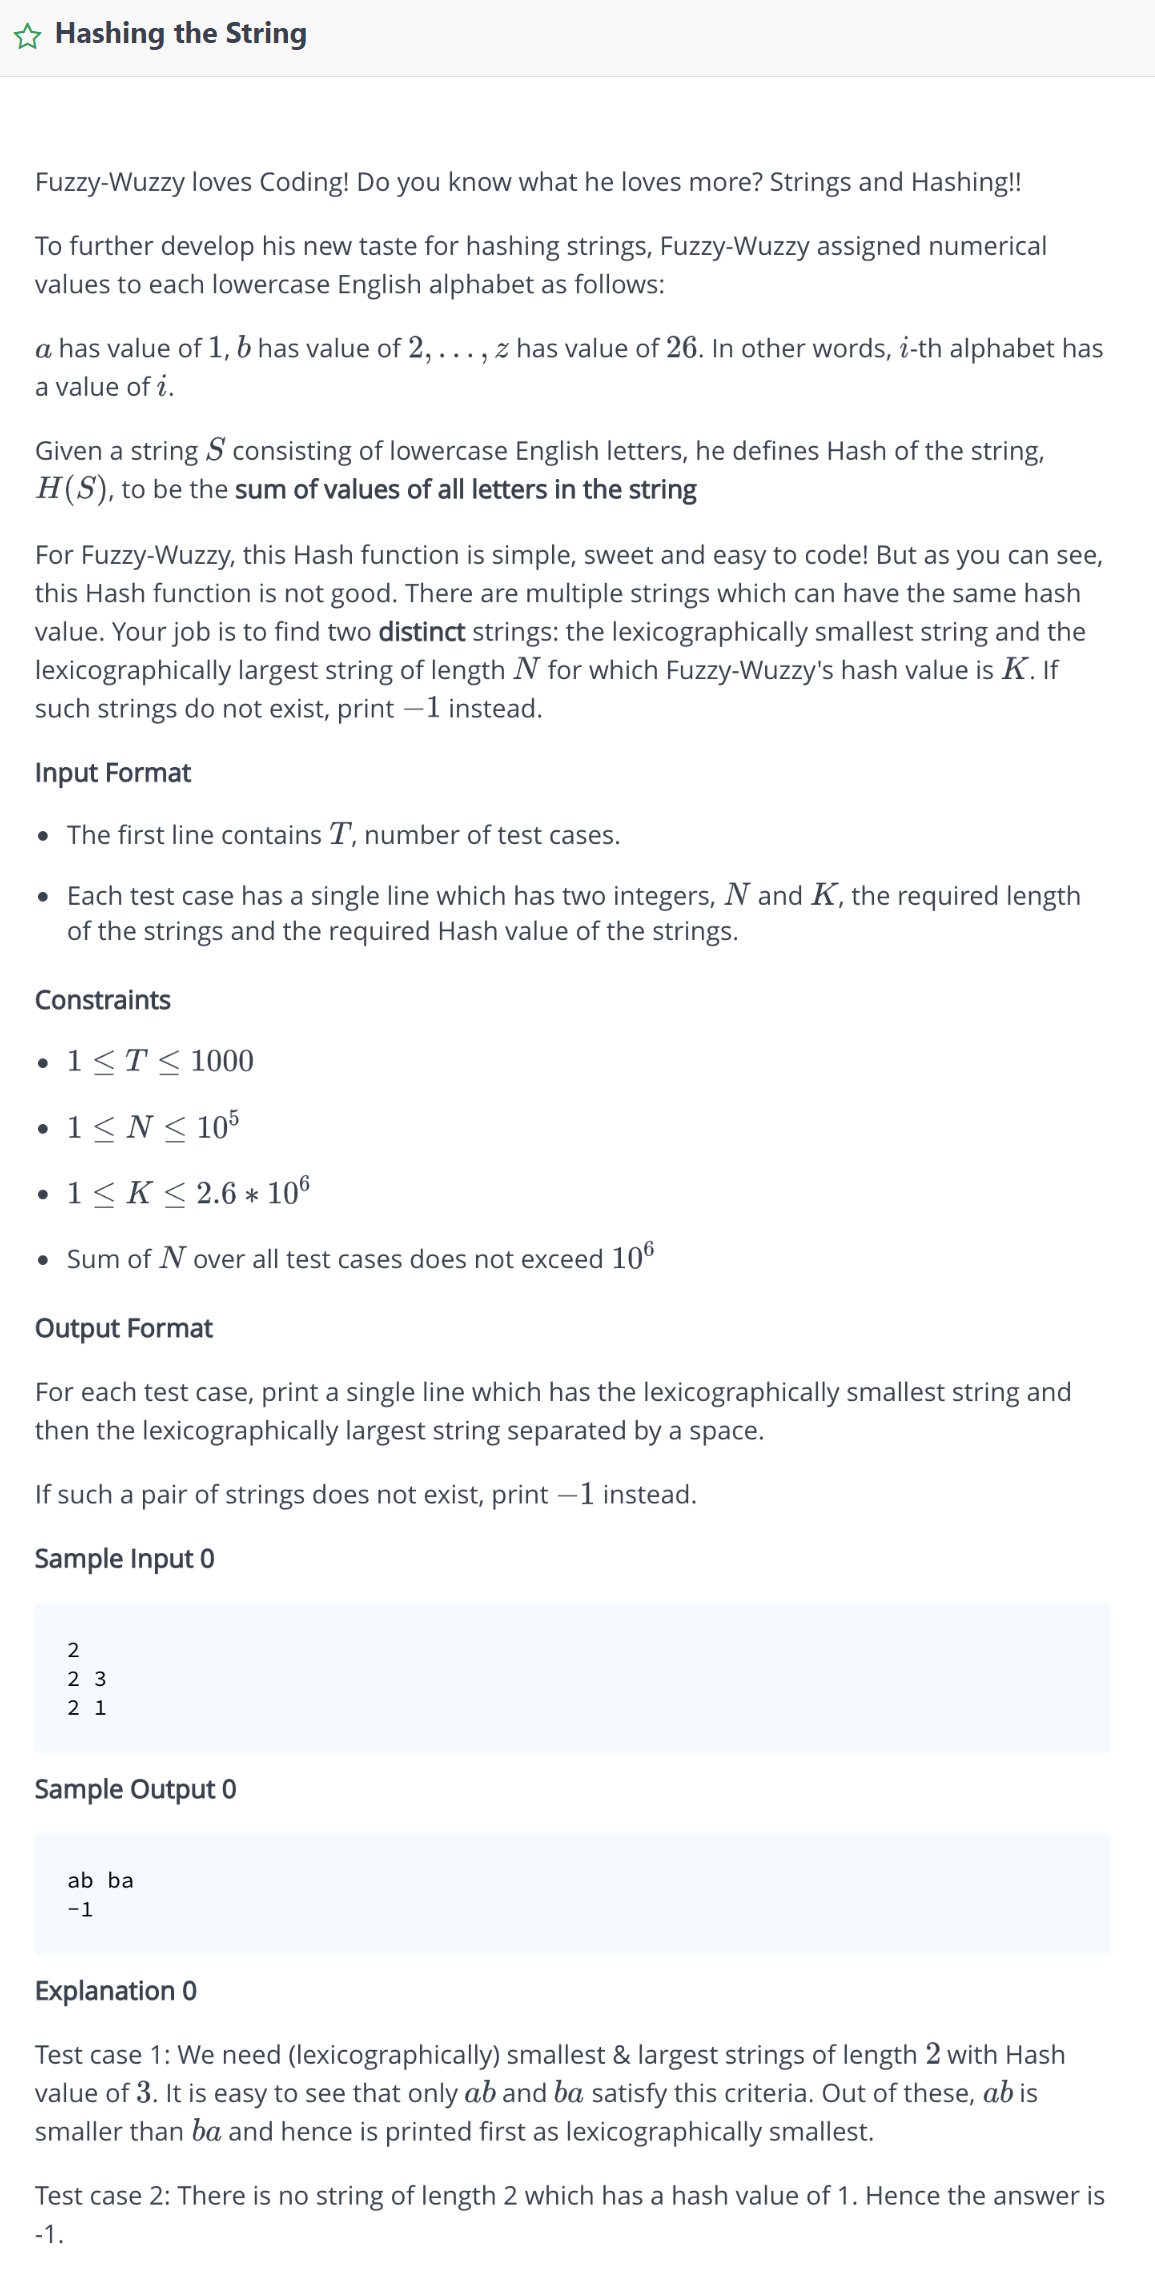 Hashing the String
Fuzzy-Wuzzy loves Coding! Do you know what he loves more? Strings and Hashing!!
To further develop his new taste for hashing strings, Fuzzy-Wuzzy assigned numerical
values to each lowercase English alphabet as follows:
a has value of 1, b has value of 2, . . . , z has value of 26. In other words, i-th alphabet has
a value of i.
Given a string S consisting of lowercase English letters, he defines Hash of the string,
H(S), to be the sum of values of all letters in the string
For Fuzzy-Wuzzy, this Hash function is simple, sweet and easy to code! But as you can see,
this Hash function is not good. There are multiple strings which can have the same hash
value. Your job is to find two distinct strings: the lexicographically smallest string and the
lexicographically largest string of length N for which Fuzzy-Wuzzy's hash value is K. If
such strings do not exist, print −1 instead.
Input Format
• The first line contains T, number of test cases.
• Each test case has a single line which has two integers, N and K, the required length
of the strings and the required Hash value of the strings.
Constraints
• 1 ≤ T ≤ 1000
• 1 ≤ N ≤ 10⁵
• 1 ≤ K ≤ 2.6 ∗ 10⁶
• Sum of N over all test cases does not exceed 10⁶
Output Format
For each test case, print a single line which has the lexicographically smallest string and
then the lexicographically largest string separated by a space.
If such a pair of strings does not exist, print −1 instead.
Sample Input 0
2
2 3
2 1
Sample Output 0
ab ba
-1
Explanation 0
Test case 1: We need (lexicographically) smallest & largest strings of length 2 with Hash
value of 3. It is easy to see that only ab and ba satisfy this criteria. Out of these, ab is
smaller than ba and hence is printed first as lexicographically smallest.
Test case 2: There is no string of length 2 which has a hash value of 1. Hence the answer is
-1.